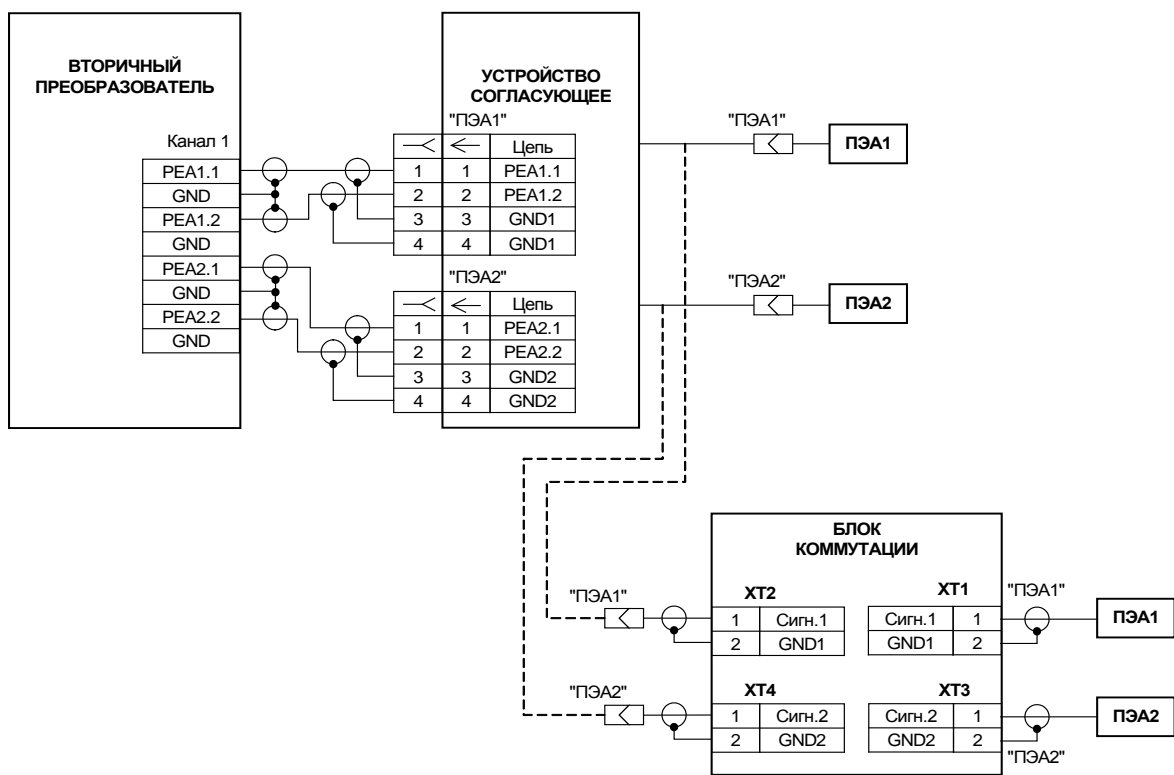 ВТОРИЧНЫЙ
ПРЕОБРАЗОВАТЕЛЬ
Канал 1
PEA1.1
GND
PEA1.2
GND
PEA2.1
GND
PEA2.2
GND
УСТРОЙСТВО
СОГЛАСУЮЩЕЕ
"ПЭА1"
Цепь
1 1 PEA1.1
2 2 PEA1.2
3 3 GND1
4 4 GND1
"ПЭА2"
Цепь
1 1 PEA2.1
2 2 PEA2.2
3 3 GND2
4 4 GND2
"ПЭА1"
ПЭА1
"ПЭА2"
ПЭА2
БЛОК
КОММУТАЦИИ
"ПЭА1"
XT2
1 Сигн.1
2 GND1
XT1
Сигн.1 1
GND1 2
"ПЭА1"
ПЭА1
"ПЭА2"
XT4
1 Сигн.2
2 GND2
XT3
Сигн.2 1
GND2 2
"ПЭА2"
ПЭА2